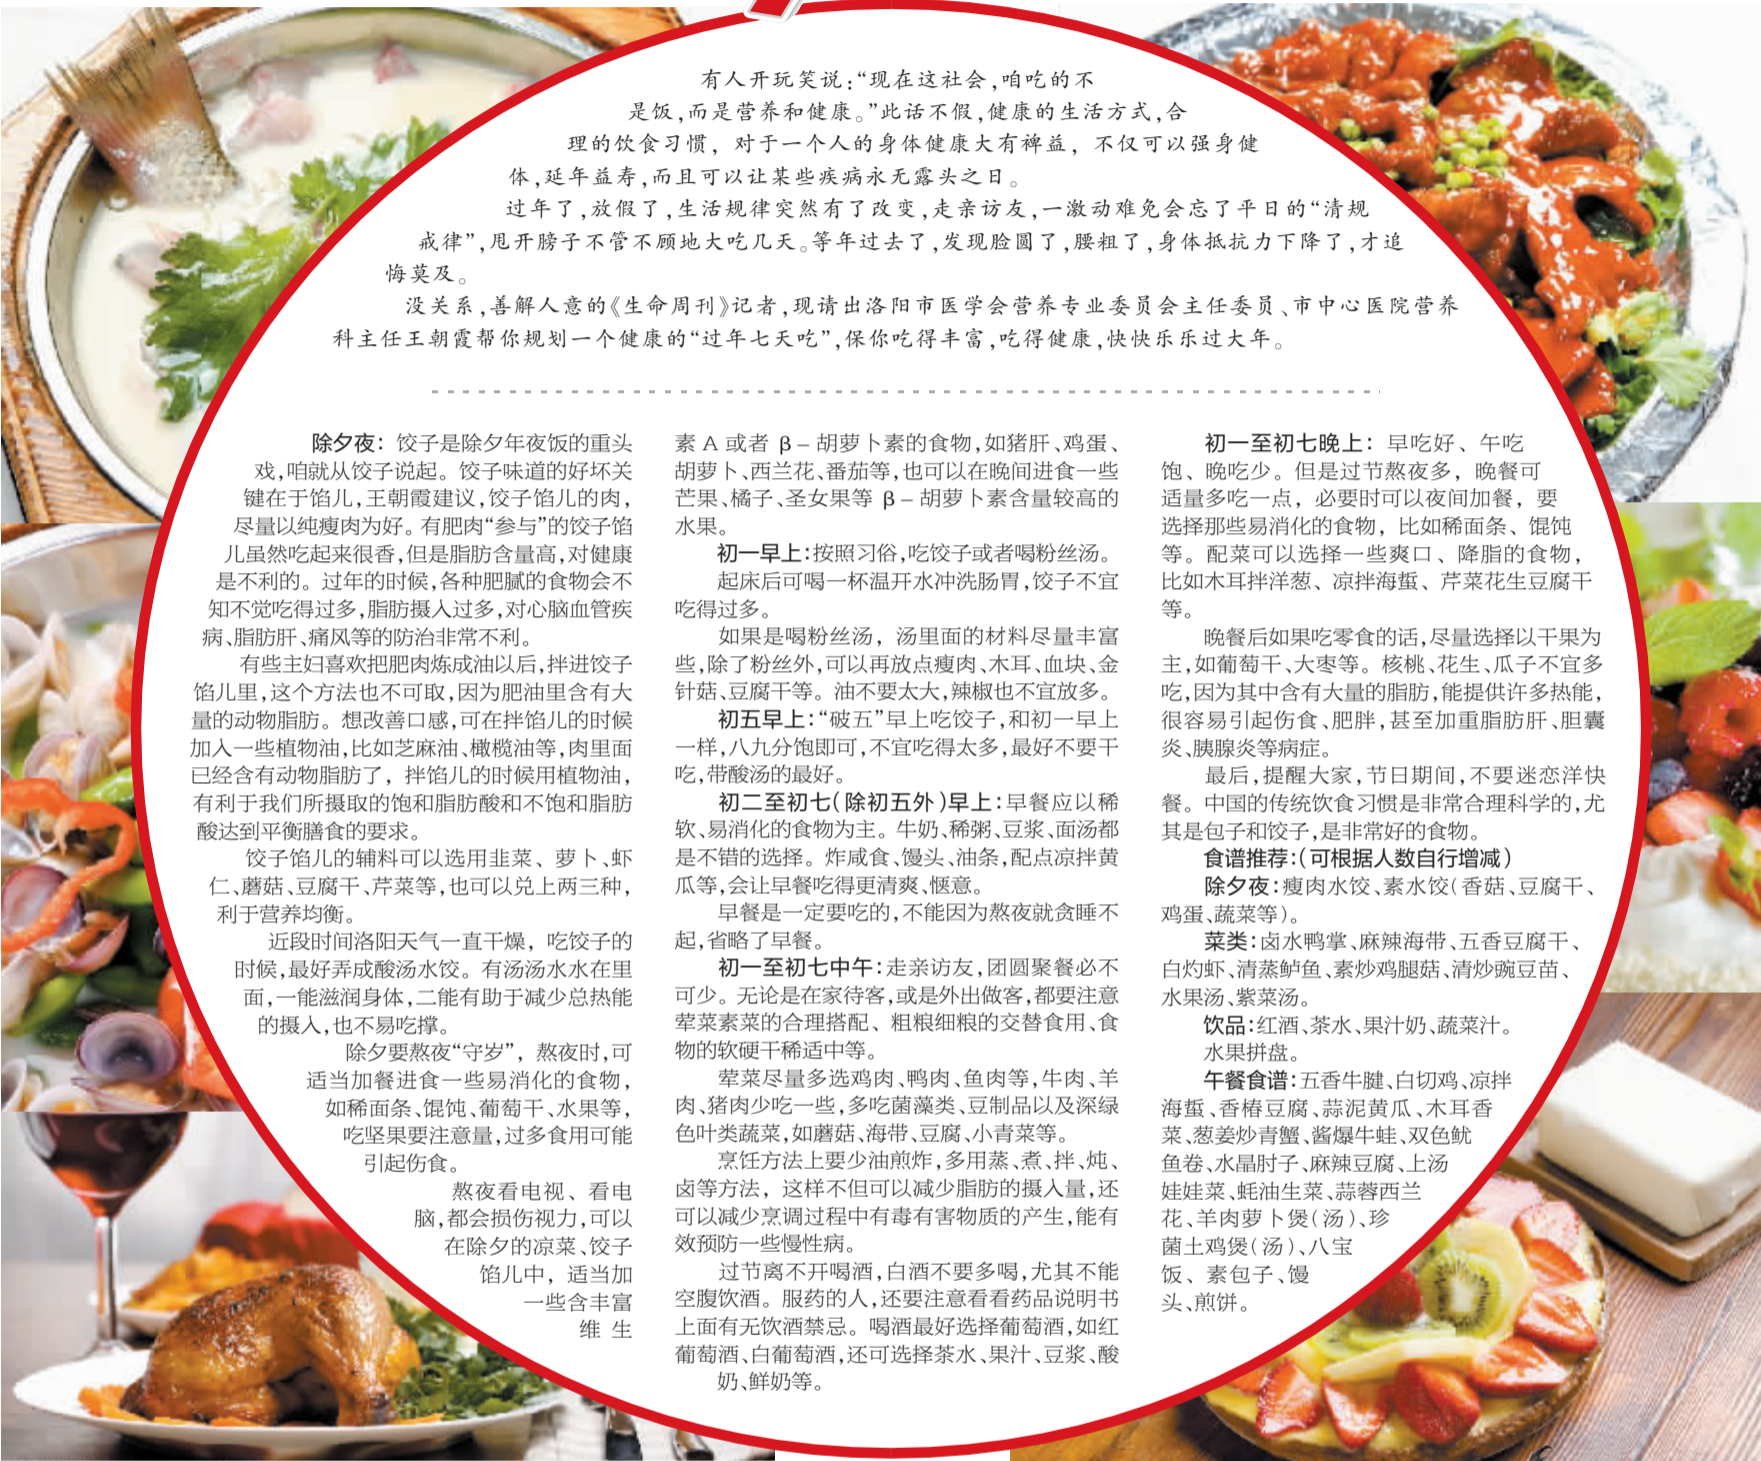 有人开玩笑说：“现在这社会，咱吃的不
是饭，而是营养和健康。”此话不假，健康的生活方式，合
理的饮食习惯，对于一个人的身体健康大有裨益，不仅可以强身健
体，延年益寿，而且可以让某些疾病永无露头之日。
过年了，放假了，生活规律突然有了改变，走亲访友，一激动难免会忘了平日的“清规
戒律”，甩开膀子不管不顾地大吃几天。等年过去了，发现脸圆了，腰粗了，身体抵抗力下降了，才追
悔莫及。
没关系，善解人意的《生命周刊》记者，现请出洛阳市医学会营养专业委员会主任委员、市中心医院营养
科主任王朝霞帮你规划一个健康的“过年七天吃”，保你吃得丰富，吃得健康，快快乐乐过大年。
除夕夜：饺子是除夕年夜饭的重头
戏，咱就从饺子说起。饺子味道的好坏关
键在于馅儿，王朝霞建议，饺子馅儿的肉，
尽量以纯瘦肉为好。有肥肉“参与”的饺子馅
儿虽然吃起来很香，但是脂肪含量高，对健康
是不利的。过年的时候，各种肥腻的食物会不
知不觉吃得过多，脂肪摄入过多，对心脑血管疾
病、脂肪肝、痛风等的防治非常不利。
有些主妇喜欢把肥肉炼成油以后，拌进饺子
馅儿里，这个方法也不可取，因为肥油里含有大
量的动物脂肪。想改善口感，可在拌馅儿的时候
加入一些植物油，比如芝麻油、橄榄油等，肉里面
已经含有动物脂肪了，拌馅儿的时候用植物油，
有利于我们所摄取的饱和脂肪酸和不饱和脂肪
酸达到平衡膳食的要求。
饺子馅儿的辅料可以选用韭菜、萝卜、虾
仁、蘑菇、豆腐干、芹菜等，也可以兑上两三种，
利于营养均衡。
近段时间洛阳天气一直干燥，吃饺子的
时候，最好弄成酸汤水饺。有汤汤水水在里
面，一能滋润身体，二能有助于减少总热能
的摄入，也不易吃撑。
除夕要熬夜“守岁”，熬夜时，可
适当加餐进食一些易消化的食物，
如稀面条、馄饨、葡萄干、水果等，
吃坚果要注意量，过多食用可能
引起伤食。
熬夜看电视、看电
脑，都会损伤视力，可以
在除夕的凉菜、饺子
馅儿中，适当加
一些含丰富
维生
素 A 或者 β-胡萝卜素的食物，如猪肝、鸡蛋、
胡萝卜、西兰花、番茄等，也可以在晚间进食一些
芒果、橘子、圣女果等 β-胡萝卜素含量较高的
水果。
初一早上：按照习俗，吃饺子或者喝粉丝汤。
起床后可喝一杯温开水冲洗肠胃，饺子不宜
吃得过多。
如果是喝粉丝汤，汤里面的材料尽量丰富
些，除了粉丝外，可以再放点瘦肉、木耳、血块、金
针菇、豆腐干等。油不要太大，辣椒也不宜放多。
初五早上：“破五”早上吃饺子，和初一早上
一样，八九分饱即可，不宜吃得太多，最好不要干
吃，带酸汤的最好。
初二至初七（除初五外）早上：早餐应以稀
软、易消化的食物为主。牛奶、稀粥、豆浆、面汤都
是不错的选择。炸咸食、馒头、油条，配点凉拌黄
瓜等，会让早餐吃得更清爽、惬意。
早餐是一定要吃的，不能因为熬夜就贪睡不
起，省略了早餐。
初一至初七中午：走亲访友，团圆聚餐必不
可少。无论是在家待客，或是外出做客，都要注意
荤菜素菜的合理搭配、粗粮细粮的交替食用、食
物的软硬干稀适中等。
荤菜尽量多选鸡肉、鸭肉、鱼肉等，牛肉、羊
肉、猪肉少吃一些，多吃菌藻类、豆制品以及深绿
色叶类蔬菜，如蘑菇、海带、豆腐、小青菜等。
烹饪方法上要少油煎炸，多用蒸、煮、拌、炖、
卤等方法，这样不但可以减少脂肪的摄入量，还
可以减少烹调过程中有毒有害物质的产生，能有
效预防一些慢性病。
过节离不开喝酒，白酒不要多喝，尤其不能
空腹饮酒。服药的人，还要注意看看药品说明书
上面有无饮酒禁忌。喝酒最好选择葡萄酒，如红
葡萄酒、白葡萄酒，还可选择茶水、果汁、豆浆、酸
奶、鲜奶等。
初一至初七晚上：早吃好、午吃
饱、晚吃少。但是过节熬夜多，晚餐可
适量多吃一点，必要时可以夜间加餐，要
选择那些易消化的食物，比如稀面条、馄饨
等。配菜可以选择一些爽口、降脂的食物，
比如木耳拌洋葱、凉拌海蜇、芹菜花生豆腐干
等。
晚餐后如果吃零食的话，尽量选择以干果为
主，如葡萄干、大枣等。核桃、花生、瓜子不宜多
吃，因为其中含有大量的脂肪，能提供许多热能，
很容易引起伤食、肥胖，甚至加重脂肪肝、胆囊
炎、胰腺炎等病症。
最后，提醒大家，节日期间，不要迷恋洋快
餐。中国的传统饮食习惯是非常合理科学的，尤
其是包子和饺子，是非常好的食物。
食谱推荐：（可根据人数自行增减）
除夕夜：瘦肉水饺、素水饺（香菇、豆腐干、
鸡蛋、蔬菜等）。
菜类：卤水鸭掌、麻辣海带、五香豆腐干、
白灼虾、清蒸鲈鱼、素炒鸡腿菇、清炒豌豆苗、
水果汤、紫菜汤。
饮品：红酒、茶水、果汁奶、蔬菜汁。
水果拼盘。
午餐食谱：五香牛腱、白切鸡、凉拌
海蜇、香椿豆腐、蒜泥黄瓜、木耳香
菜、葱姜炒青蟹、酱爆牛蛙、双色鱿
鱼卷、水晶肘子、麻辣豆腐、上汤
娃娃菜、蚝油生菜、蒜蓉西兰
花、羊肉萝卜煲（汤）、珍
菌土鸡煲（汤）、八宝
饭、素包子、馒
头、煎饼。